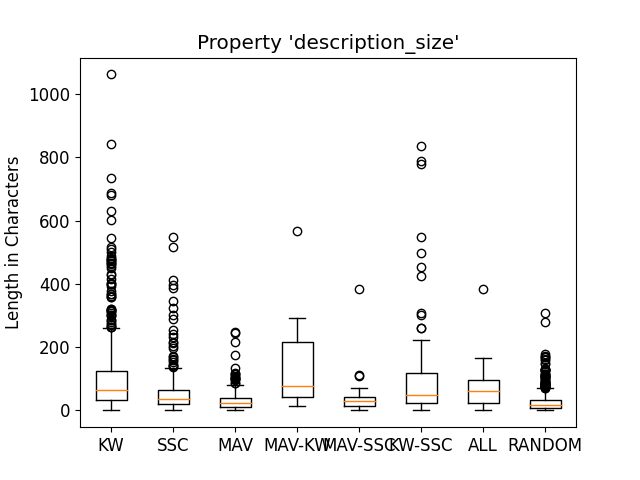 Property 'description_size'
Length in Characters
1000
800
600
400
200
0
KW SSC MAV MAV-KW MAV-SSC KW-SSC ALL RANDOM